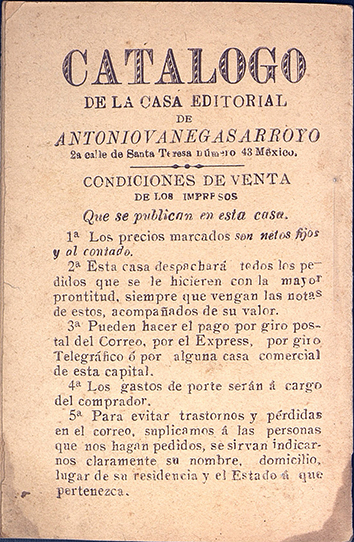 CATALOGO
DE LA CASA EDITORIAL
DE
ANTONIO VANEGAS ARROYO
2a calle de Santa Teresa número 43 México.
CONDICIONES DE VENTA
DE LOS IMPRESOS
Que se publican en esta casa.
1ª Los precios marcados son netos fijos
y al contado.
2ª Esta casa despachará todos los pe-
didos que se le hicieren con la mayor
prontitud, siempre que vengan las notas
de estos, acompañados de su valor.
3ª Pueden hacer el pago por giro pos-
tal del Correo, por el Express, por giro
Telegráfico ó por alguna casa comercial
de esta capital.
4ª Los gastos de porte serán á cargo
del comprador.
5ª Para evitar trastornos y pérdidas
en el correo, suplicamos á las personas
que nos hagan pedidos, se sirvan indicar-
nos claramente su nombre, domicilio,
lugar de su residencia y el Estado á que
pertenezca.